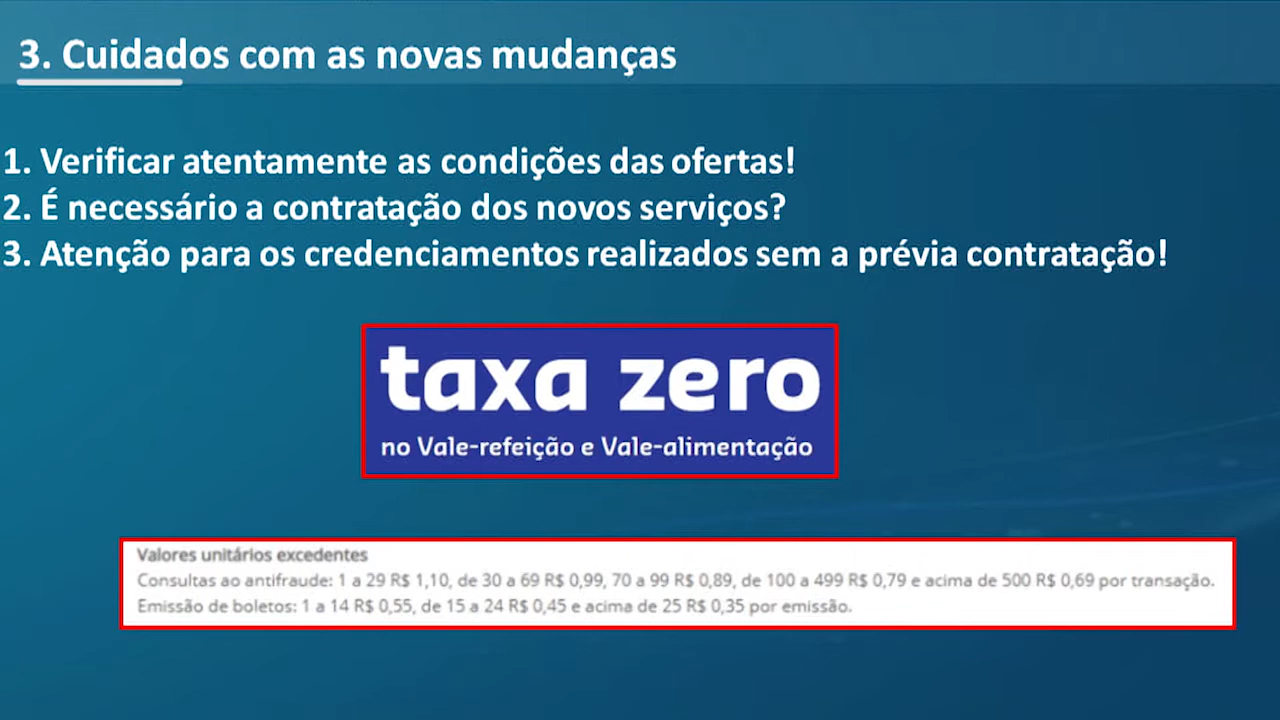 3. Cuidados com as novas mudanças
1. Verificar atentamente as condições das ofertas!
2. É necessário a contratação dos novos serviços?
3. Atenção para os credenciamentos realizados sem a prévia contratação!
taxa zero
no Vale-refeição e Vale-alimentação
Valores unitários excedentes
Consultas ao antifraude: 1 a 29 R$ 1,10, de 30 a 69 R$ 0,99, 70 a 99 R$ 0,89, de 100 a 499 R$ 0,79 e acima de 500 R$ 0,69 por transação.
Emissão de boletos: 1 a 14 R$ 0,55, de 15 a 24 R$ 0,45 e acima de 25 R$ 0,35 por emissão.